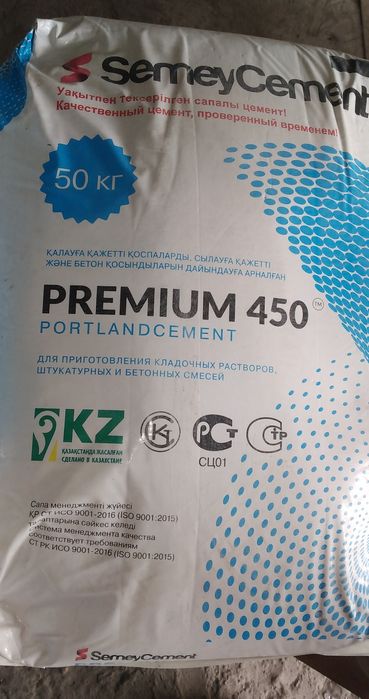 SemeyCement
Уақытпен тексерілген сапалы цемент!
Качественный цемент, проверенный временем!
50 кг
ҚАЛАУҒА ҚАЖЕТТІ ҚОСПАЛАРДЫ, СЫЛАУҒА ҚАЖЕТТІ
ЖӘНЕ БЕТОН ҚОСЫНДЫЛАРЫН ДАЙЫНДАУҒА АРНАЛҒАН
PREMIUM 450 ™
PORTLANDCEMENT
ДЛЯ ПРИГОТОВЛЕНИЯ КЛАДОЧНЫХ РАСТВОРОВ,
ШТУКАТУРНЫХ И БЕТОННЫХ СМЕСЕЙ
KZ
ҚАЗАҚСТАНДА ЖАСАЛҒАН
СДЕЛАНО В КАЗАХСТАНЕ
СЦ01
Сапа менеджменті жүйесі
ҚР СТ ИСО 9001-2016 (ISO 9001:2015)
талаптарына сәйкес келеді
система менеджмента качества
соответствует требованиям
СТ РК ИСО 9001-2016 (ISO 9001:2015)
SemeyCement